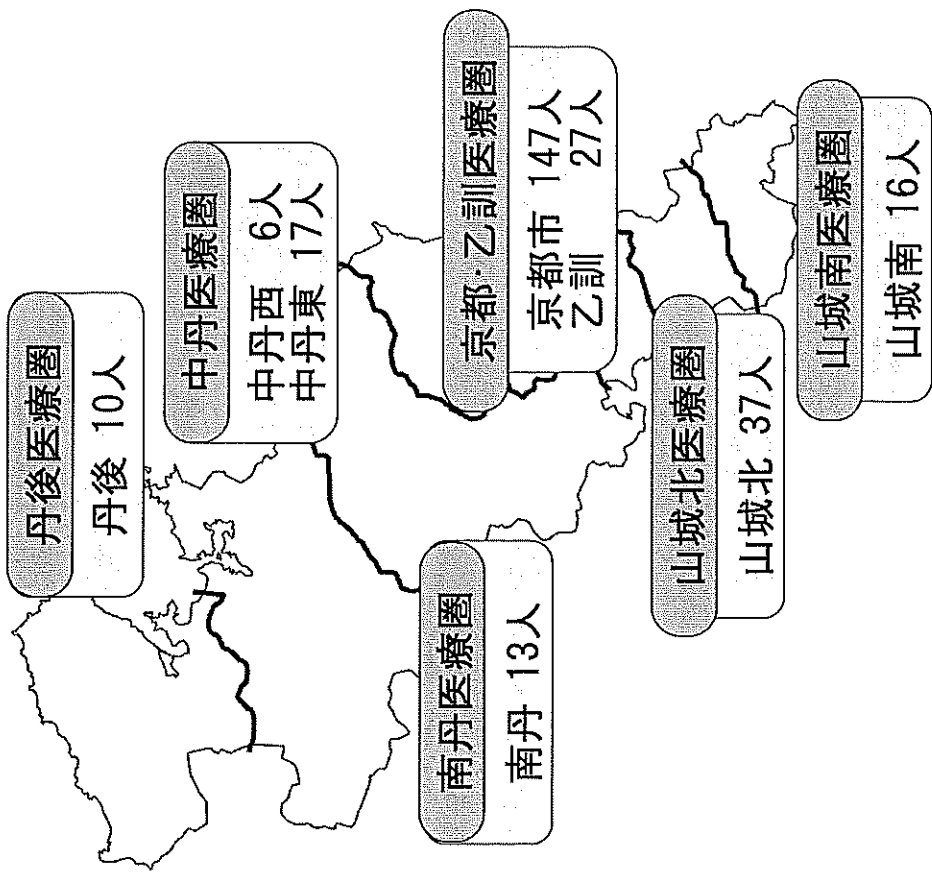 丹後医療圏
丹後 10人
中丹医療圏
中丹西 6人
中丹東 17人
南丹医療圏
南丹 13人
京都・乙訓医療圏
京都市 147人
乙訓 27人
山城北医療圏
山城北 37人
山城南医療圏
山城南 16人